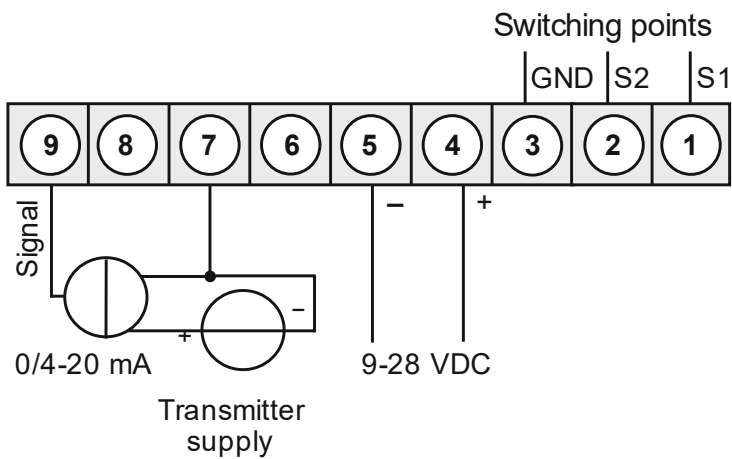 Switching points
GND S2 S1
9 8 7 6 5 4 3 2 1
Signal
– +
–
+
0/4-20 mA
9-28 VDC
Transmitter
supply